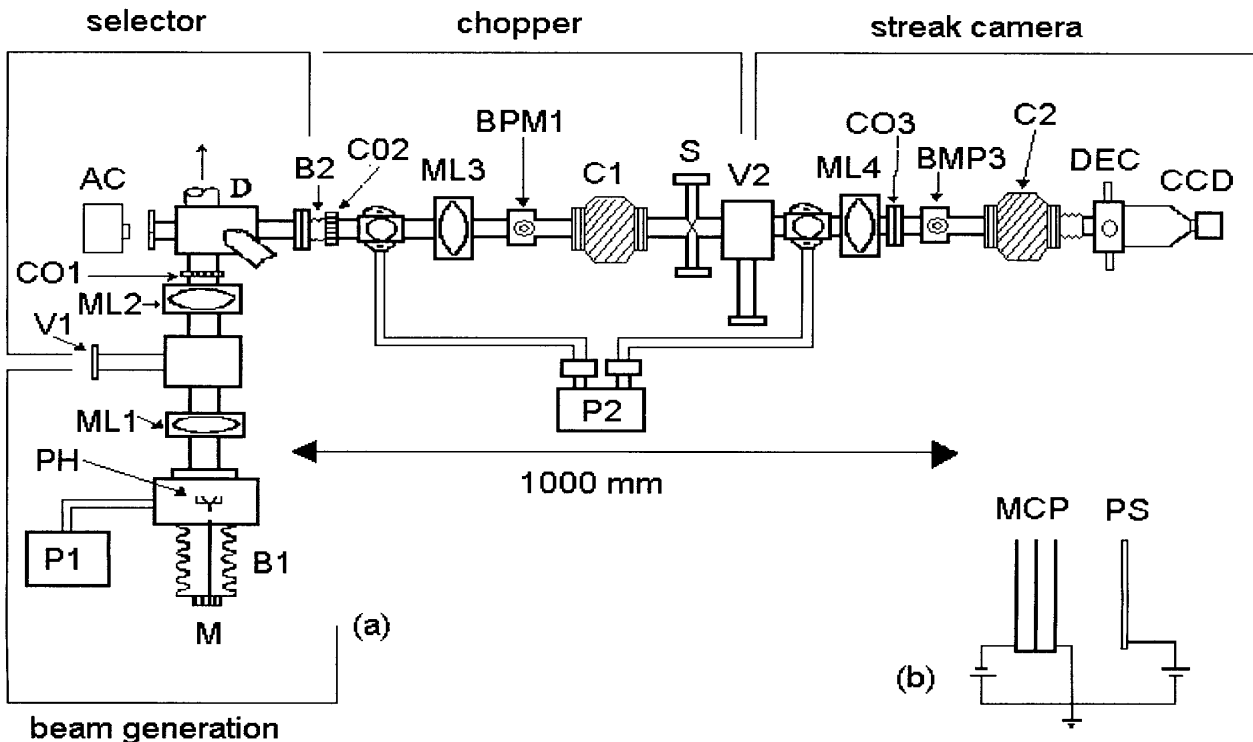 selector
chopper
streak camera
AC
D
B2
C02
ML3
BPM1
C1
S
V2
ML4
CO3
BMP3
C2
DEC
CCD
CO1
ML2
V1
ML1
PH
P1
B1
M
P2
1000 mm
(a)
MCP
PS
(b)
beam generation